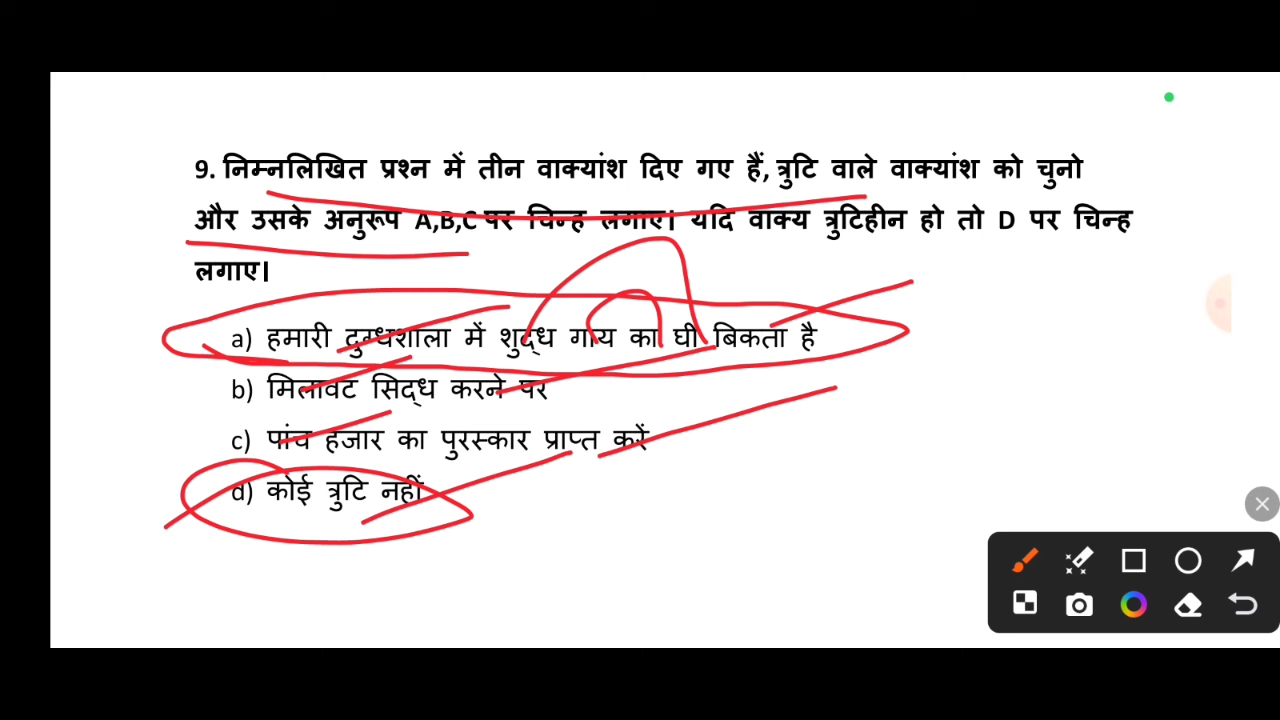 9. निम्नलिखित प्रश्न में तीन वाक्यांश दिए गए हैं, त्रुटि वाले वाक्यांश को चुनो
और उसके अनुरूप A,B,C पर चिन्ह लगाए। यदि वाक्य त्रुटिहीन हो तो D पर चिन्ह
लगाए।
a) हमारी दुग्धशाला में शुद्ध गाय का घी बिकता है
b) मिलावट सिद्ध करने पर
c) पांच हजार का पुरस्कार प्राप्त करें
d) कोई त्रुटि नहीं